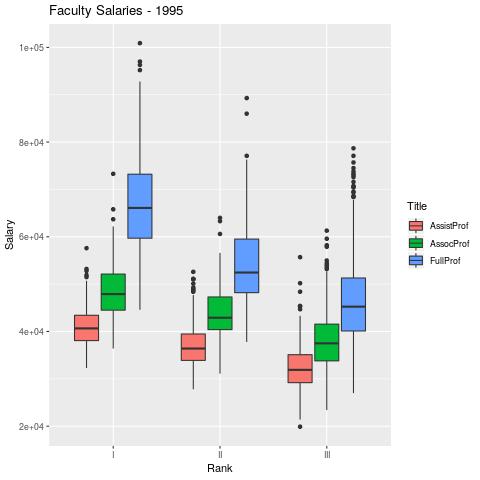 Faculty Salaries - 1995
1e+05
8e+04
6e+04
4e+04
2e+04
Salary
I
II
III
Rank
Title
AssistProf
AssocProf
FullProf